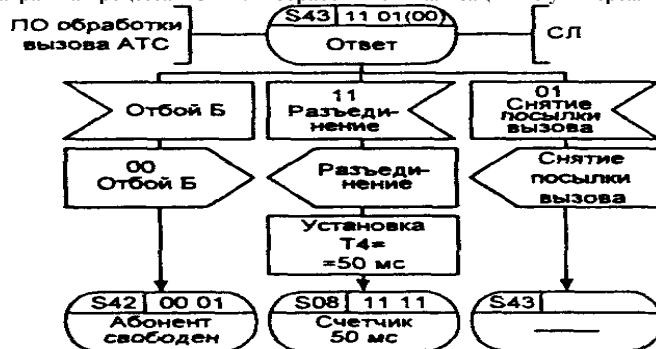 ПО обработки
вызова АТС
S43 11 01(00)
Ответ
СЛ
Отбой Б
11
Разъеди-
нение
01
Снятие
посылки
вызова
00
Отбой Б
Разъеди-
нение
Снятие
посылки
вызова
Установка
Т4=
=50 мс
S42 00 01
Абонент
свободен
S08 11 11
Счетчик
50 мс
S43